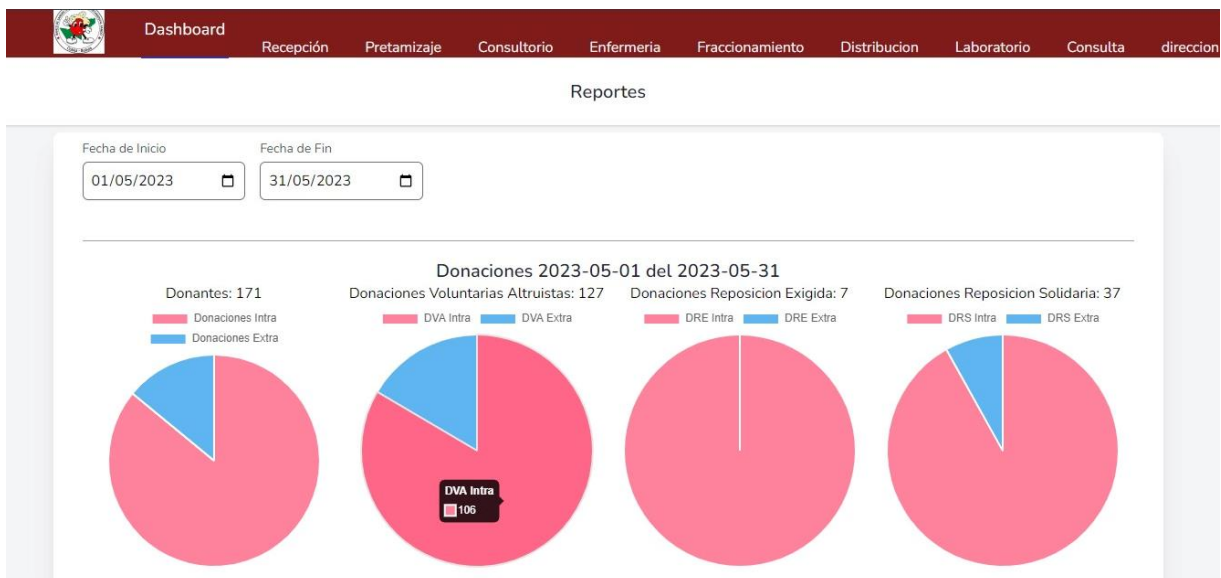 Dashboard
Recepción Pretamizaje Consultorio Enfermeria Fraccionamiento Distribucion Laboratorio Consulta direccion
Reportes
Fecha de Inicio Fecha de Fin
01/05/2023 31/05/2023
Donaciones 2023-05-01 del 2023-05-31
Donantes: 171 Donaciones Voluntarias Altruistas: 127 Donaciones Reposicion Exigida: 7 Donaciones Reposicion Solidaria: 37
Donaciones Intra DVA Intra DVA Extra DRE Intra DRE Extra DRS Intra DRS Extra
Donaciones Extra
DVA Intra
106